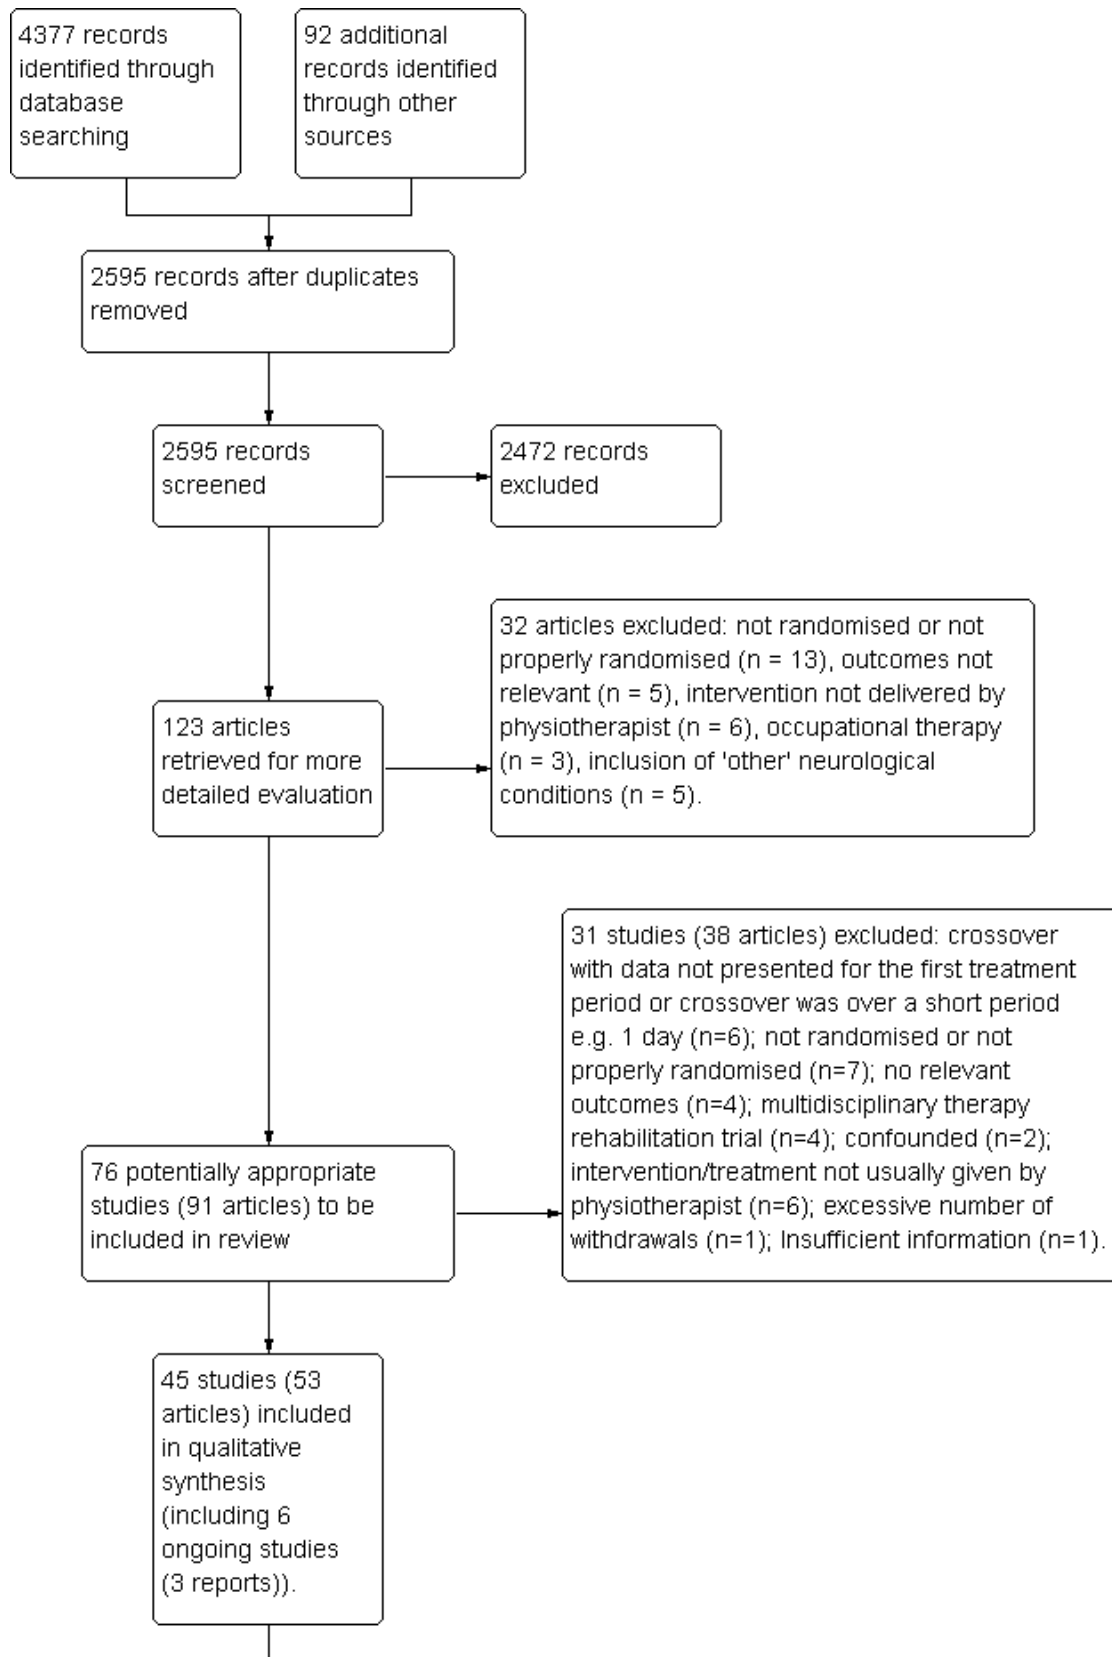 4377 records
identified through
database
searching
92 additional
records identified
through other
sources
2595 records after duplicates
removed
2595 records
screened
2472 records
excluded
123 articles
retrieved for more
detailed evaluation
32 articles excluded: not randomised or not
properly randomised (n = 13), outcomes not
relevant (n = 5), intervention not delivered by
physiotherapist (n = 6), occupational therapy
(n = 3), inclusion of 'other' neurological
conditions (n = 5).
76 potentially appropriate
studies (91 articles) to be
included in review
31 studies (38 articles) excluded: crossover
with data not presented for the first treatment
period or crossover was over a short period
e.g. 1 day (n=6); not randomised or not
properly randomised (n=7); no relevant
outcomes (n=4); multidisciplinary therapy
rehabilitation trial (n=4); confounded (n=2);
intervention/treatment not usually given by
physiotherapist (n=6); excessive number of
withdrawals (n=1); Insufficient information (n=1).
45 studies (53
articles) included
in qualitative
synthesis
(including 6
ongoing studies
(3 reports)).